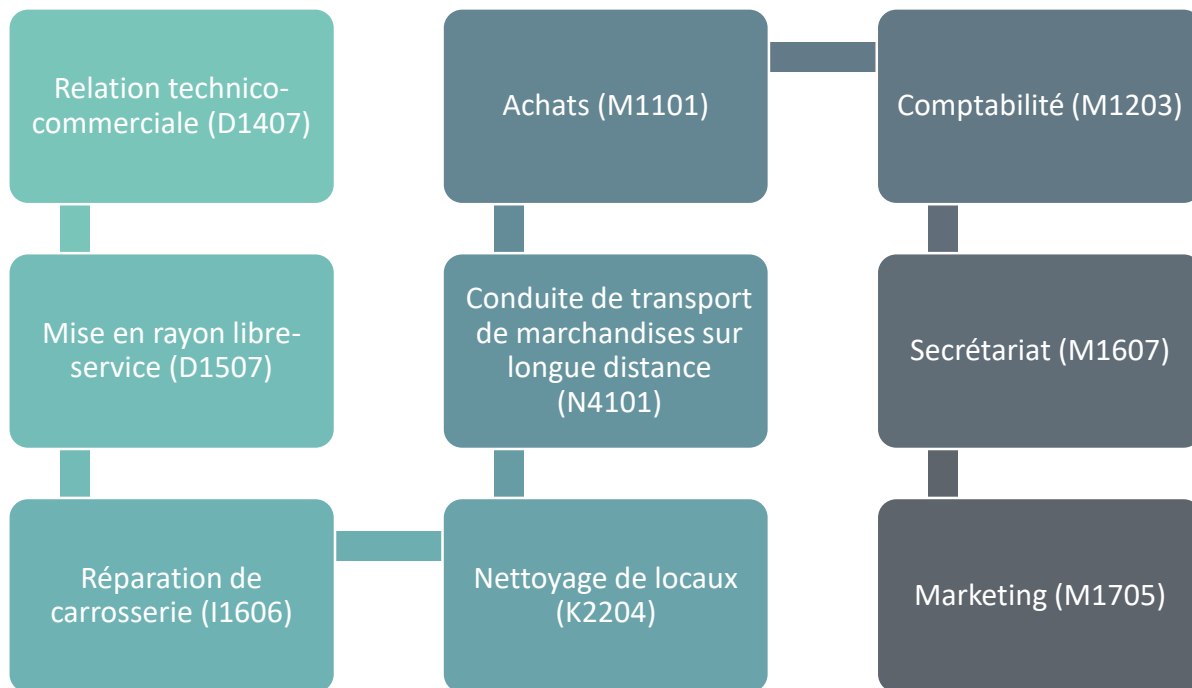 Relation technico-
commerciale (D1407)
Mise en rayon libre-
service (D1507)
Réparation de
carrosserie (I1606)
Nettoyage de locaux
(K2204)
Conduite de transport
de marchandises sur
longue distance
(N4101)
Achats (M1101)
Comptabilité (M1203)
Secrétariat (M1607)
Marketing (M1705)